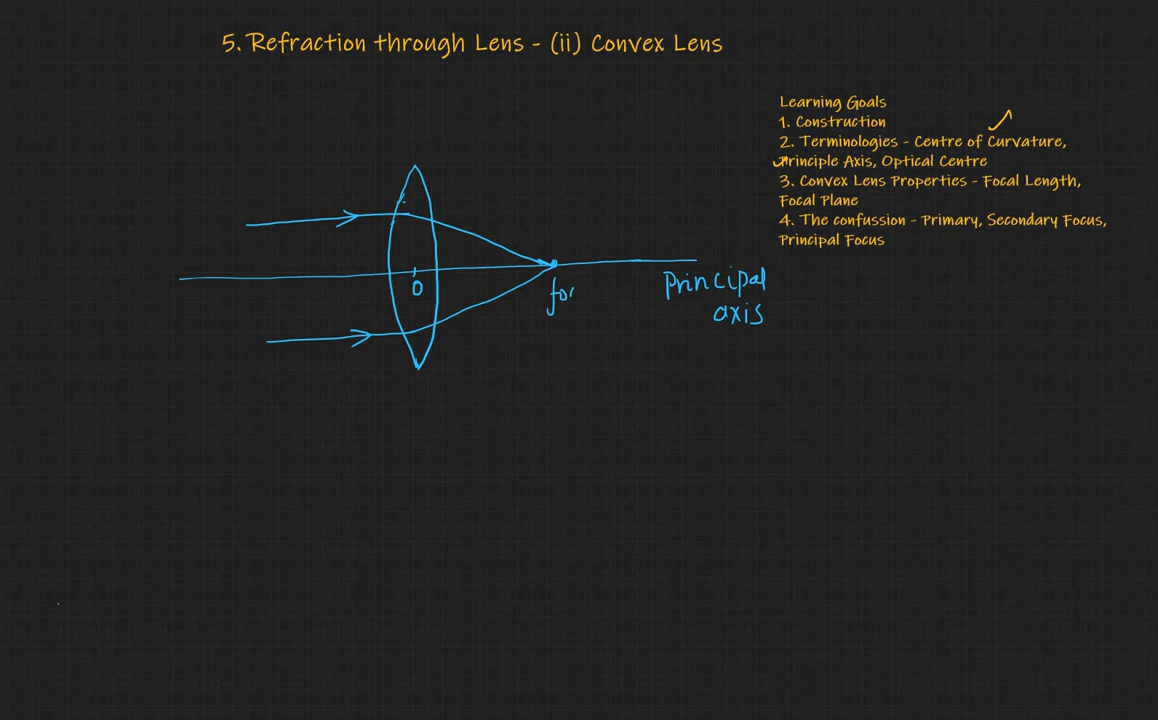 5. Refraction through Lens - (ii) Convex Lens
Learning Goals
1. Construction
2. Terminologies - Centre of Curvature,
Principle Axis, Optical Centre
3. Convex Lens Properties - Focal Length,
Focal Plane
4. The confussion - Primary, Secondary Focus,
Principal Focus
O
for
Principal
axis